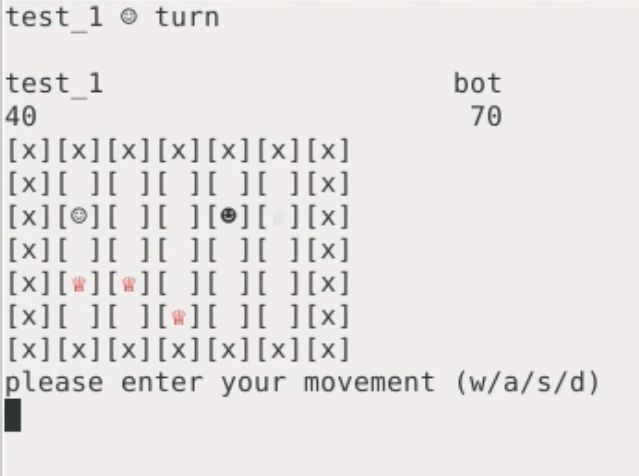 test_1 ☺ turn
test_1 bot
40 70
[x][x][x][x][x][x][x]
[x][ ][ ][ ][ ][ ][x]
[x][☺][ ][ ][☻][♕][x]
[x][ ][ ][ ][ ][ ][x]
[x][♕][♕][ ][ ][ ][x]
[x][ ][ ][♕][ ][ ][x]
[x][x][x][x][x][x][x]
please enter your movement (w/a/s/d)